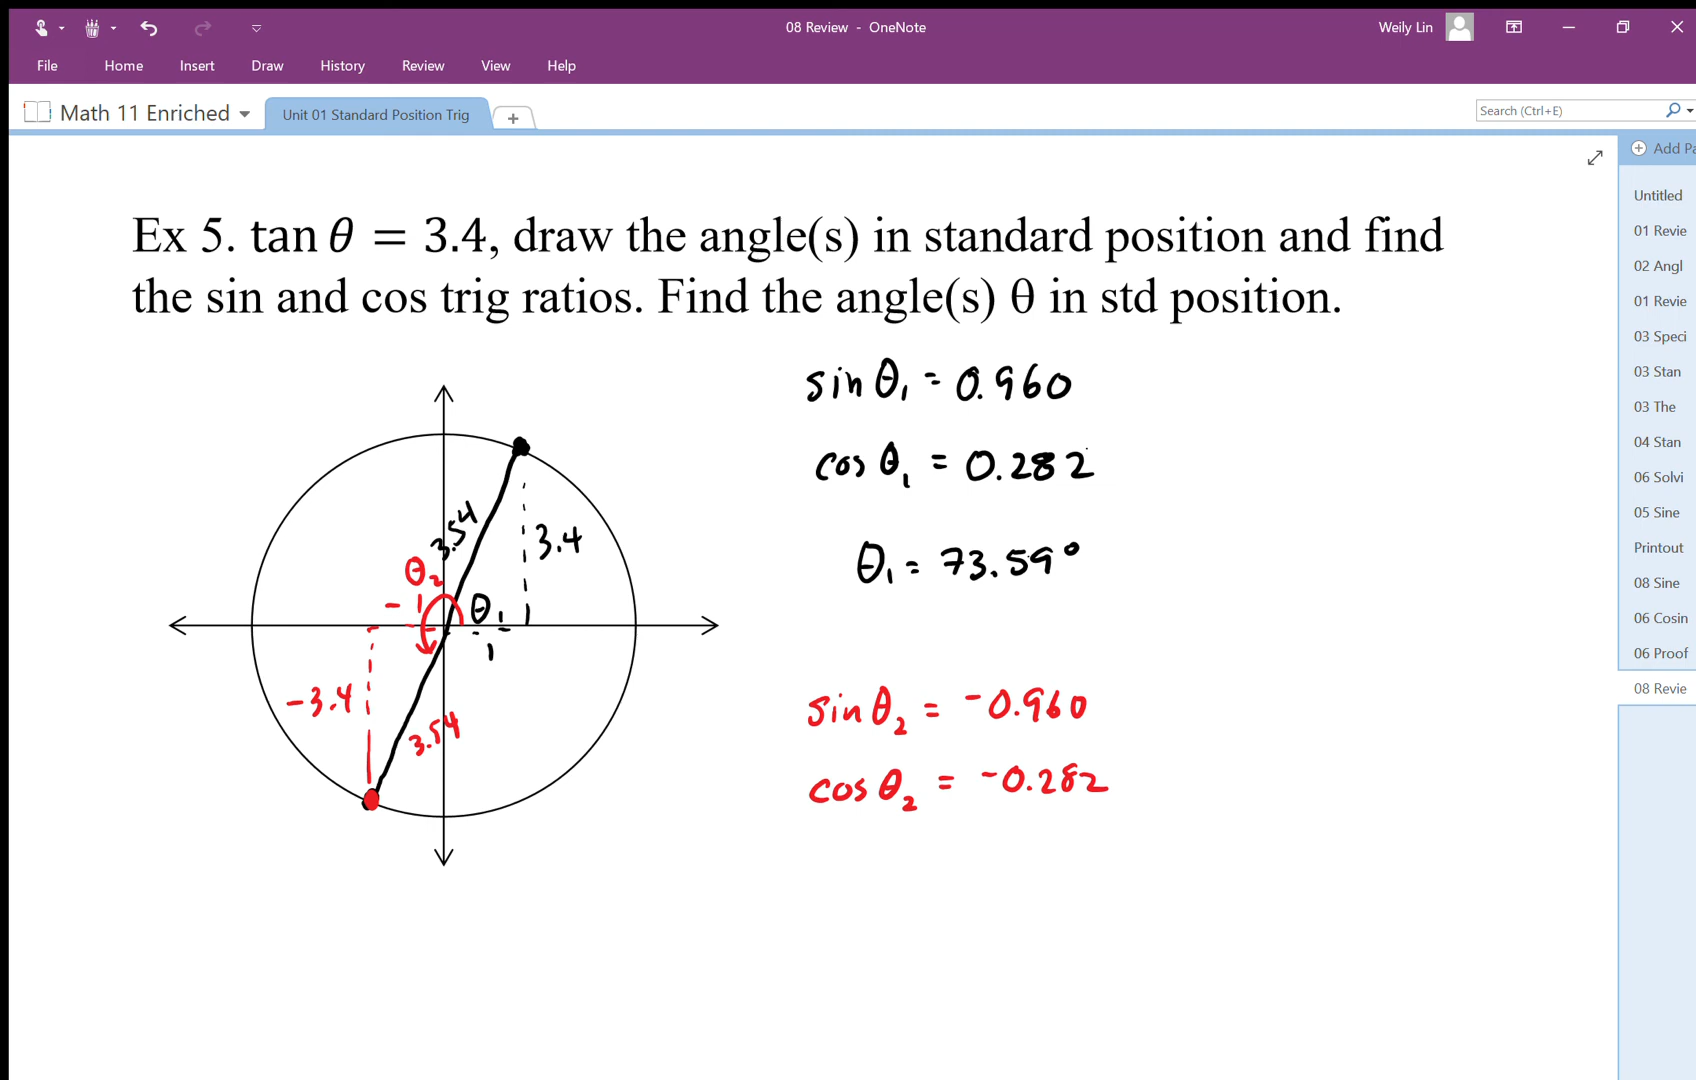 08 Review - OneNote
Weily Lin
File Home Insert Draw History Review View Help
Math 11 Enriched
Unit 01 Standard Position Trig
+
Search (Ctrl+E)
Add Pa
Untitled
01 Revie
02 Angl
01 Revie
03 Speci
03 Stan
03 The
04 Stan
06 Solvi
05 Sine
Printout
08 Sine
06 Cosin
06 Proof
08 Revie
Ex 5. tan θ = 3.4, draw the angle(s) in standard position and find
the sin and cos trig ratios. Find the angle(s) θ in std position.
3.54
3.4
θ₂
-1
θ₁
1
-3.4
3.54
sin θ₁ = 0.960
cos θ₁ = 0.282
θ₁ = 73.59°
sin θ₂ = -0.960
cos θ₂ = -0.282